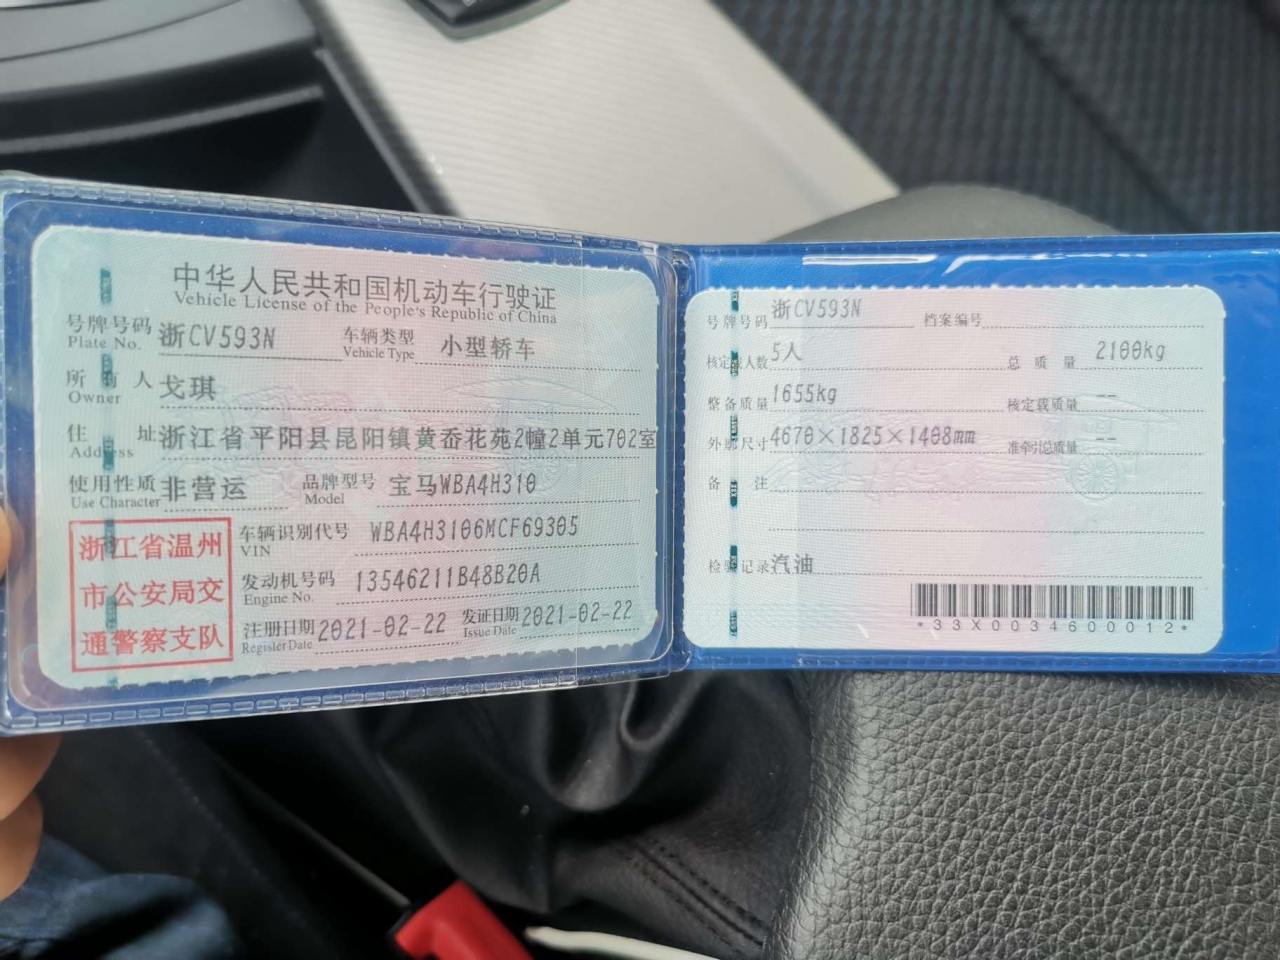 中华人民共和国机动车行驶证
Vehicle License of the People's Republic of China
号牌号码 浙CV593N 车辆类型 小型轿车
Plate No. Vehicle Type
所有人 戈琪
Owner
住址 浙江省平阳县昆阳镇黄岙花苑2幢2单元702室
Address
使用性质 非营运 品牌型号 宝马WBA4H310
Use Character Model
浙江省温州
市公安局交
通警察支队
车辆识别代号 WBA4H3106MCF69305
VIN
发动机号码 13546211B48B20A
Engine No.
注册日期 2021-02-22 发证日期 2021-02-22
Register Date Issue Date
号牌号码 浙CV593N 档案编号
核定载人数 5人 总质量 2100kg
整备质量 1655kg 核定载质量 --
外廓尺寸 4670×1825×1408mm 准牵引总质量 --
备注
检验记录 汽油
*33X0034600012*